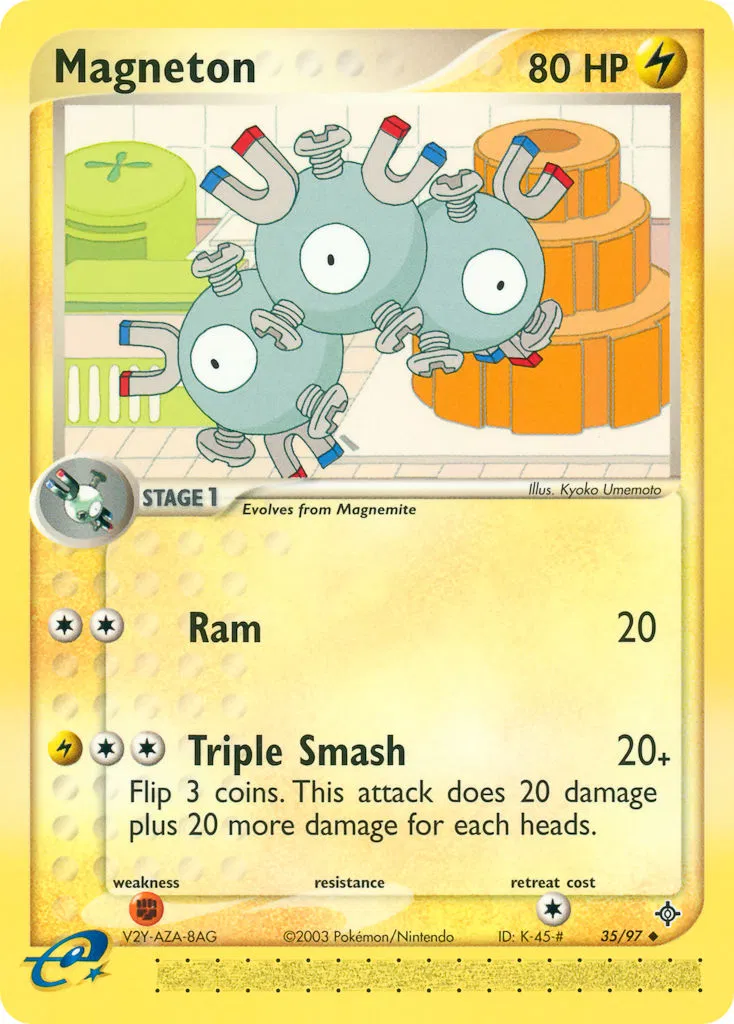 Magneton 80 HP
Illus. Kyoko Umemoto
STAGE 1
Evolves from Magnemite
Ram 20
Triple Smash 20+
Flip 3 coins. This attack does 20 damage
plus 20 more damage for each heads.
weakness resistance retreat cost
V2Y-AZA-8AG ©2003 Pokémon/Nintendo ID: K-45-# 35/97
e